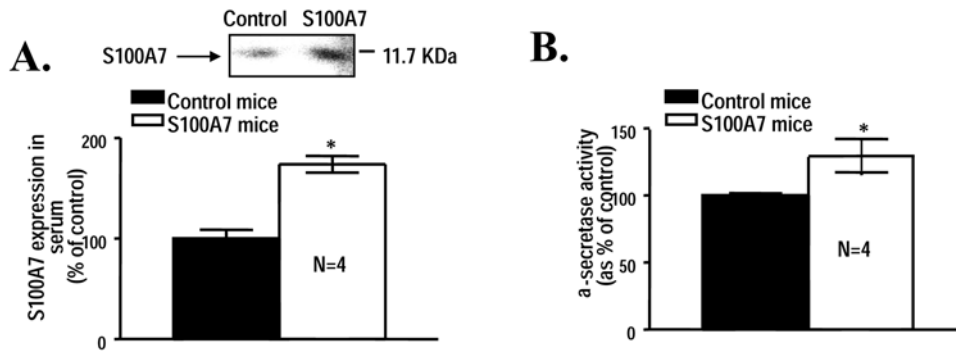 A.
Control S100A7
S100A7
11.7 KDa
Control mice
S100A7 mice
S100A7 expression in
serum
(% of control)
200
100
0
*
N=4
B.
Control mice
S100A7 mice
a-secretase activity
(as % of control)
150
100
50
0
*
N=4